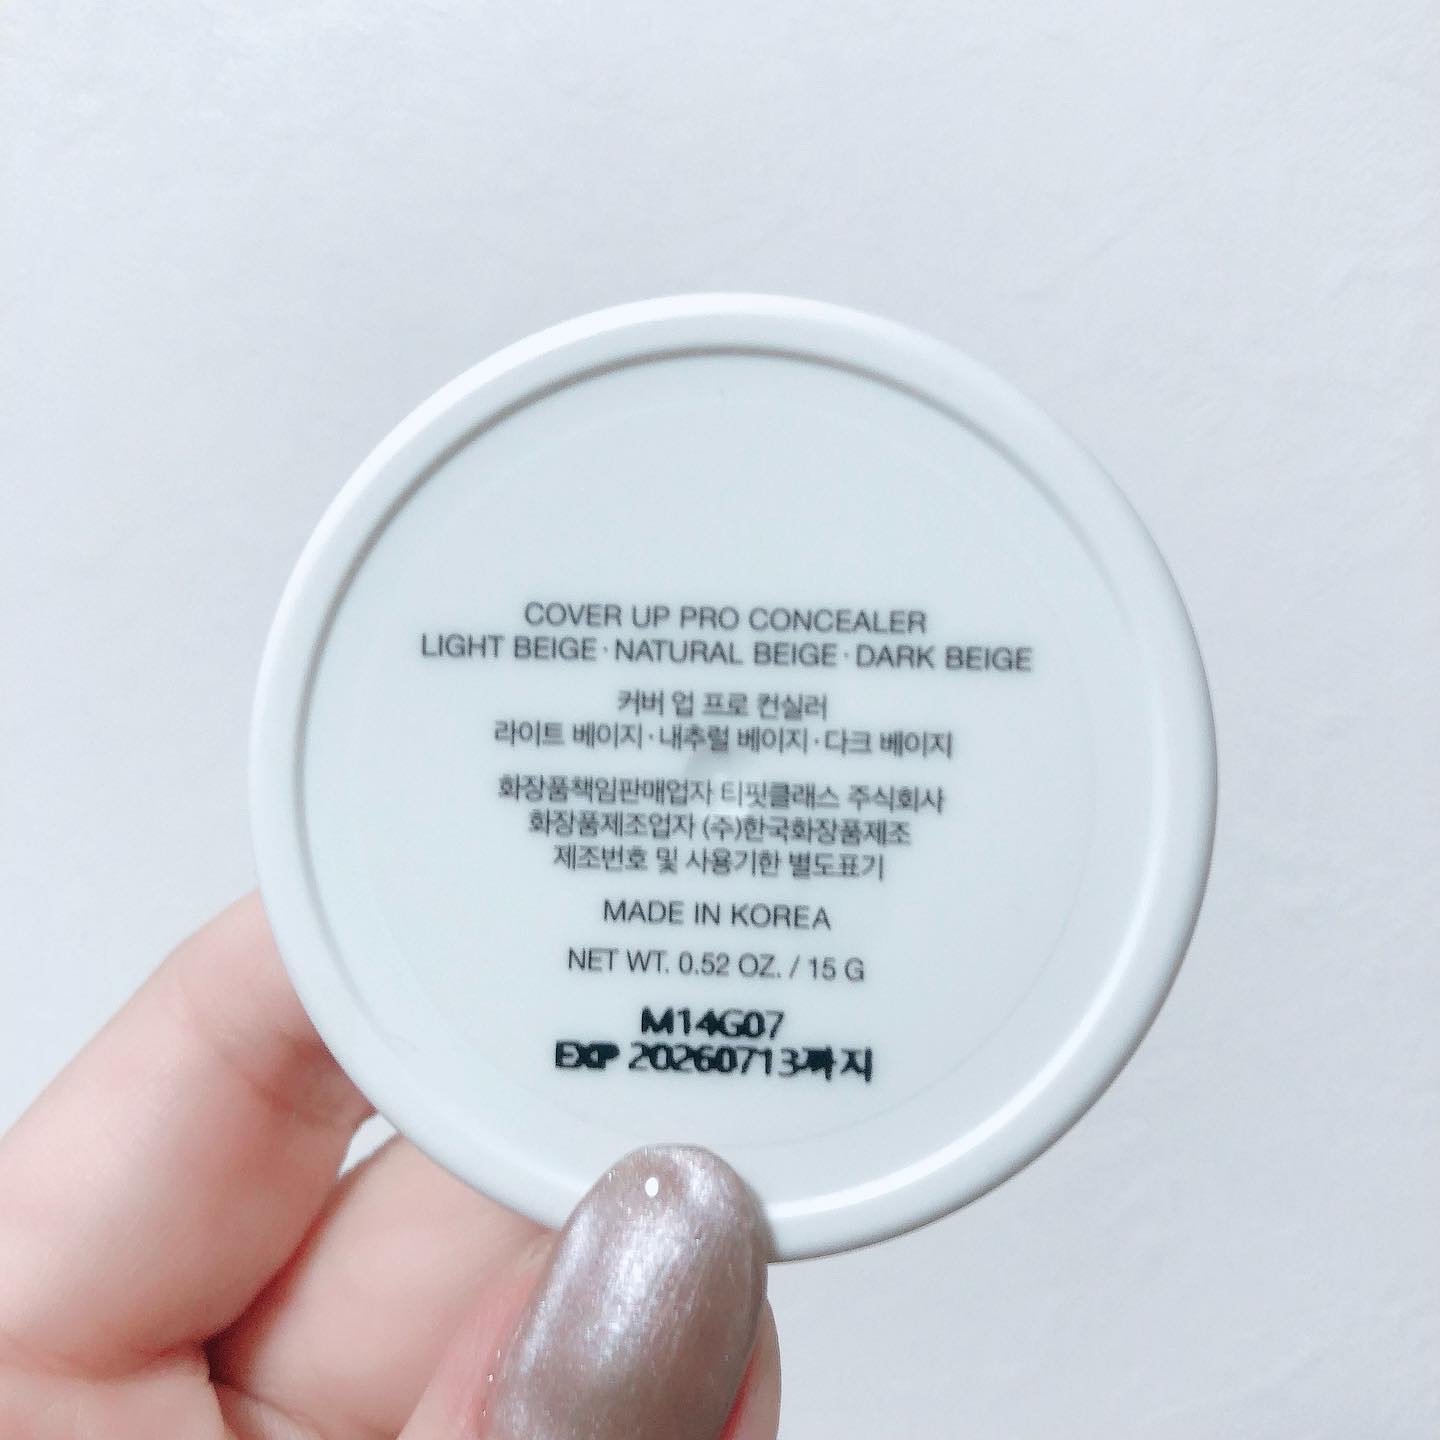 COVER UP PRO CONCEALER
LIGHT BEIGE · NATURAL BEIGE · DARK BEIGE
커버 업 프로 컨실러
라이트 베이지 · 내추럴 베이지 · 다크 베이지
화장품책임판매업자 티핏클래스 주식회사
화장품제조업자 (주)한국화장품제조
제조번호 및 사용기한 별도표기
MADE IN KOREA
NET WT. 0.52 OZ. / 15 G
M14G07
EXP 20260713까지